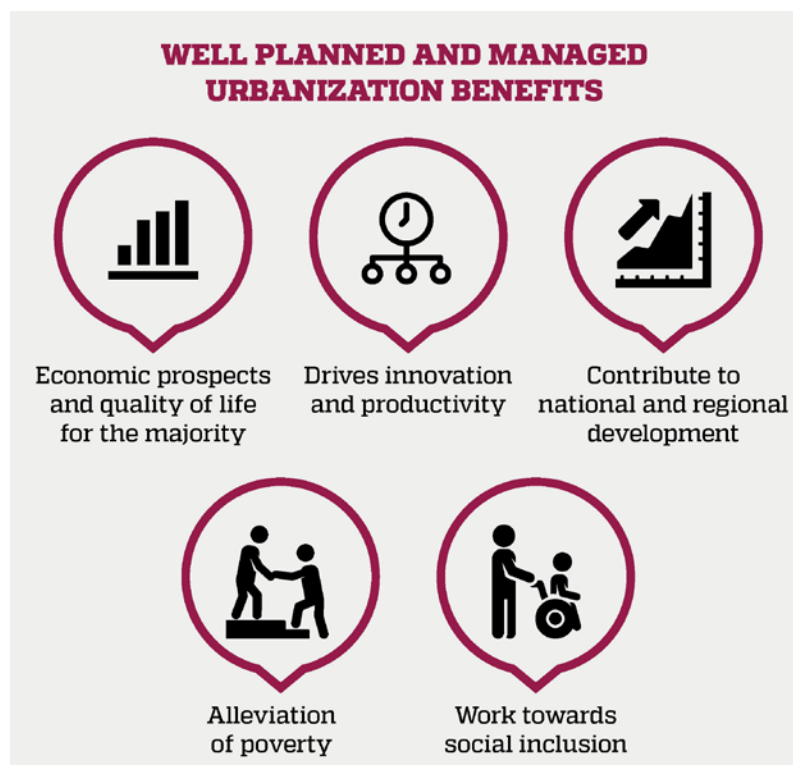 WELL PLANNED AND MANAGED
URBANIZATION BENEFITS
Economic prospects
and quality of life
for the majority
Drives innovation
and productivity
Contribute to
national and regional
development
Alleviation
of poverty
Work towards
social inclusion